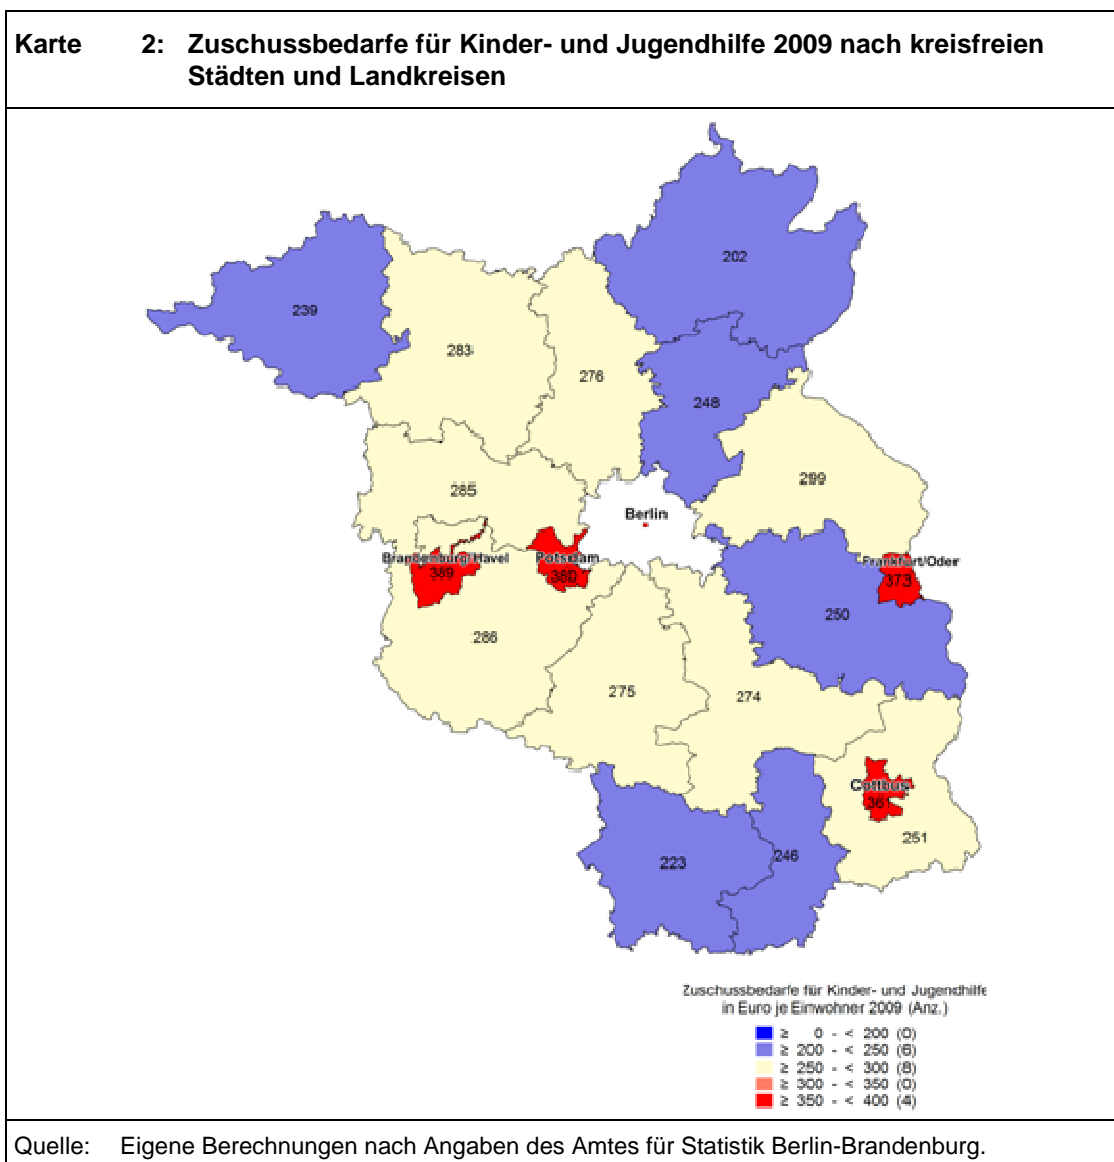 Karte 2: Zuschussbedarfe für Kinder- und Jugendhilfe 2009 nach kreisfreien
Städten und Landkreisen
202
239
283
276
248
299
285
Berlin
Brandenburg/Havel
389
Potsdam
380
Frankfurt/Oder
373
250
286
275
274
Cottbus
361
251
223
246
Zuschussbedarfe für Kinder- und Jugendhilfe
in Euro je Einwohner 2009 (Anz.)
≥ 0 - < 200 (0)
≥ 200 - < 250 (6)
≥ 250 - < 300 (8)
≥ 300 - < 350 (0)
≥ 350 - < 400 (4)
Quelle: Eigene Berechnungen nach Angaben des Amtes für Statistik Berlin-Brandenburg.